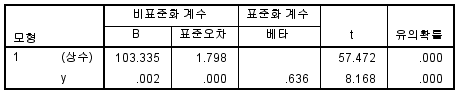 모형 비표준화 계수 표준화 계수 t 유의확률
B 표준오차 베타
1 (상수) 103.335 1.798 57.472 .000
y .002 .000 .636 8.168 .000